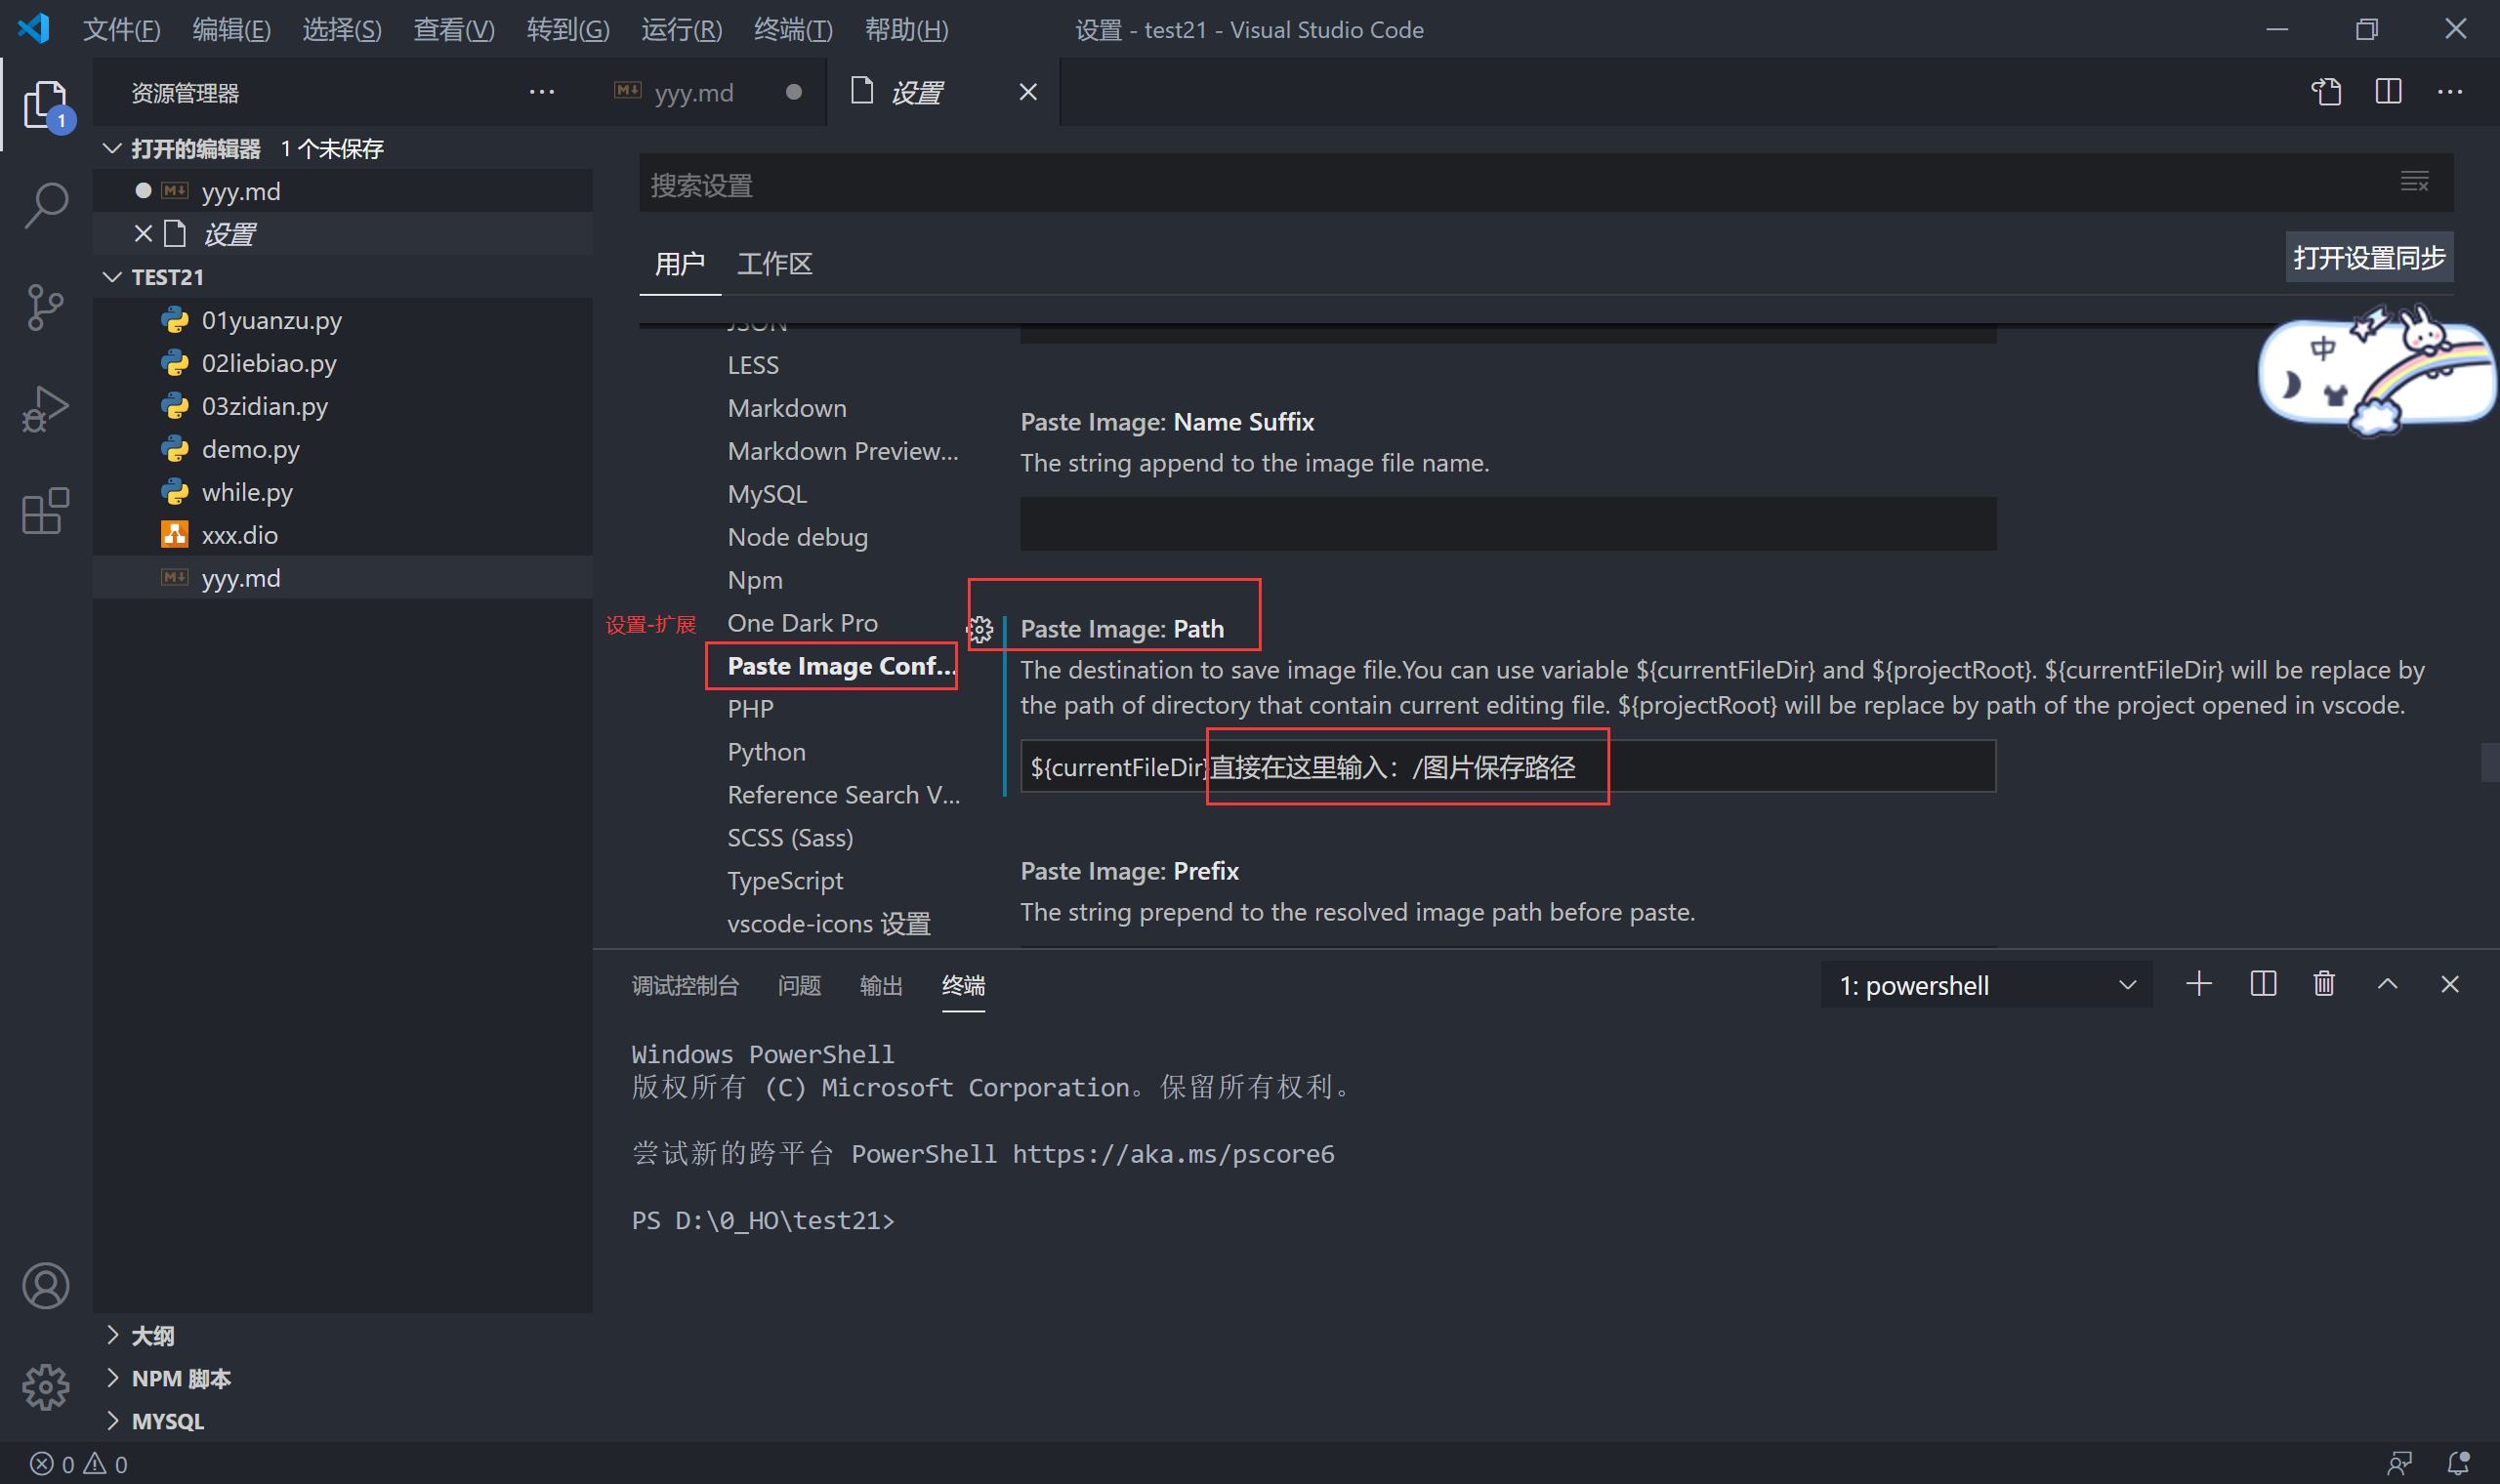 文件(F) 编辑(E) 选择(S) 查看(V) 转到(G) 运行(R) 终端(T) 帮助(H) 设置 - test21 - Visual Studio Code
资源管理器 ··· yyy.md 设置
1
打开的编辑器 1 个未保存
yyy.md
设置
TEST21
01yuanzu.py
02liebiao.py
03zidian.py
demo.py
while.py
xxx.dio
yyy.md
大纲
NPM 脚本
MYSQL
搜索设置
用户 工作区 打开设置同步
中
JSON
LESS
Markdown
Markdown Preview...
MySQL
Node debug
Npm
设置-扩展
One Dark Pro
Paste Image Conf...
PHP
Python
Reference Search V...
SCSS (Sass)
TypeScript
vscode-icons 设置
Paste Image: Name Suffix
The string append to the image file name.
Paste Image: Path
The destination to save image file.You can use variable ${currentFileDir} and ${projectRoot}. ${currentFileDir} will be replace by
the path of directory that contain current editing file. ${projectRoot} will be replace by path of the project opened in vscode.
${currentFileDir}直接在这里输入：/图片保存路径
Paste Image: Prefix
The string prepend to the resolved image path before paste.
调试控制台 问题 输出 终端 1: powershell
Windows PowerShell
版权所有 (C) Microsoft Corporation。保留所有权利。
尝试新的跨平台 PowerShell https://aka.ms/pscore6
PS D:\0_HO\test21>
0 0